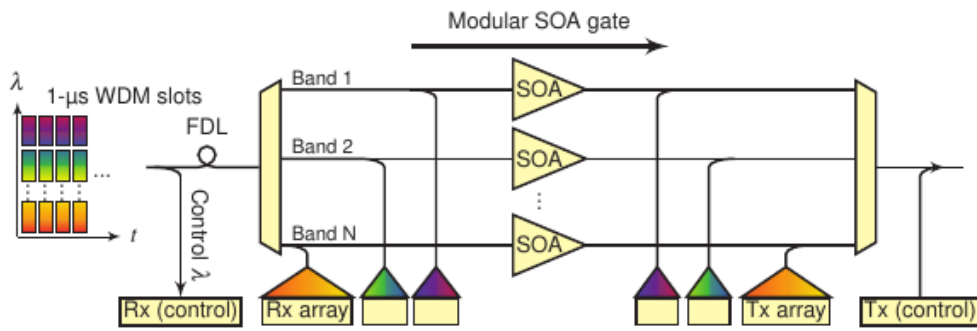 Modular SOA gate
λ
1-μs WDM slots
FDL
Band 1
SOA
Band 2
SOA
...
...
Control λ
t
Band N
SOA
Rx (control)
Rx array
Tx array
Tx (control)